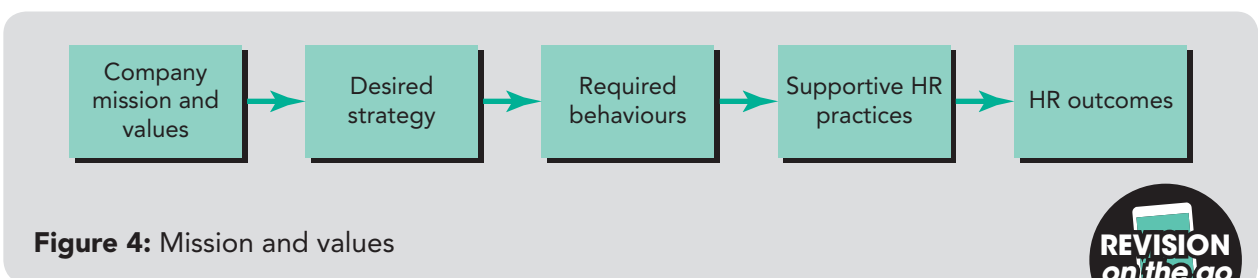 Company
mission and
values
Desired
strategy
Required
behaviours
Supportive HR
practices
HR outcomes
Figure 4: Mission and values
REVISION
on the go